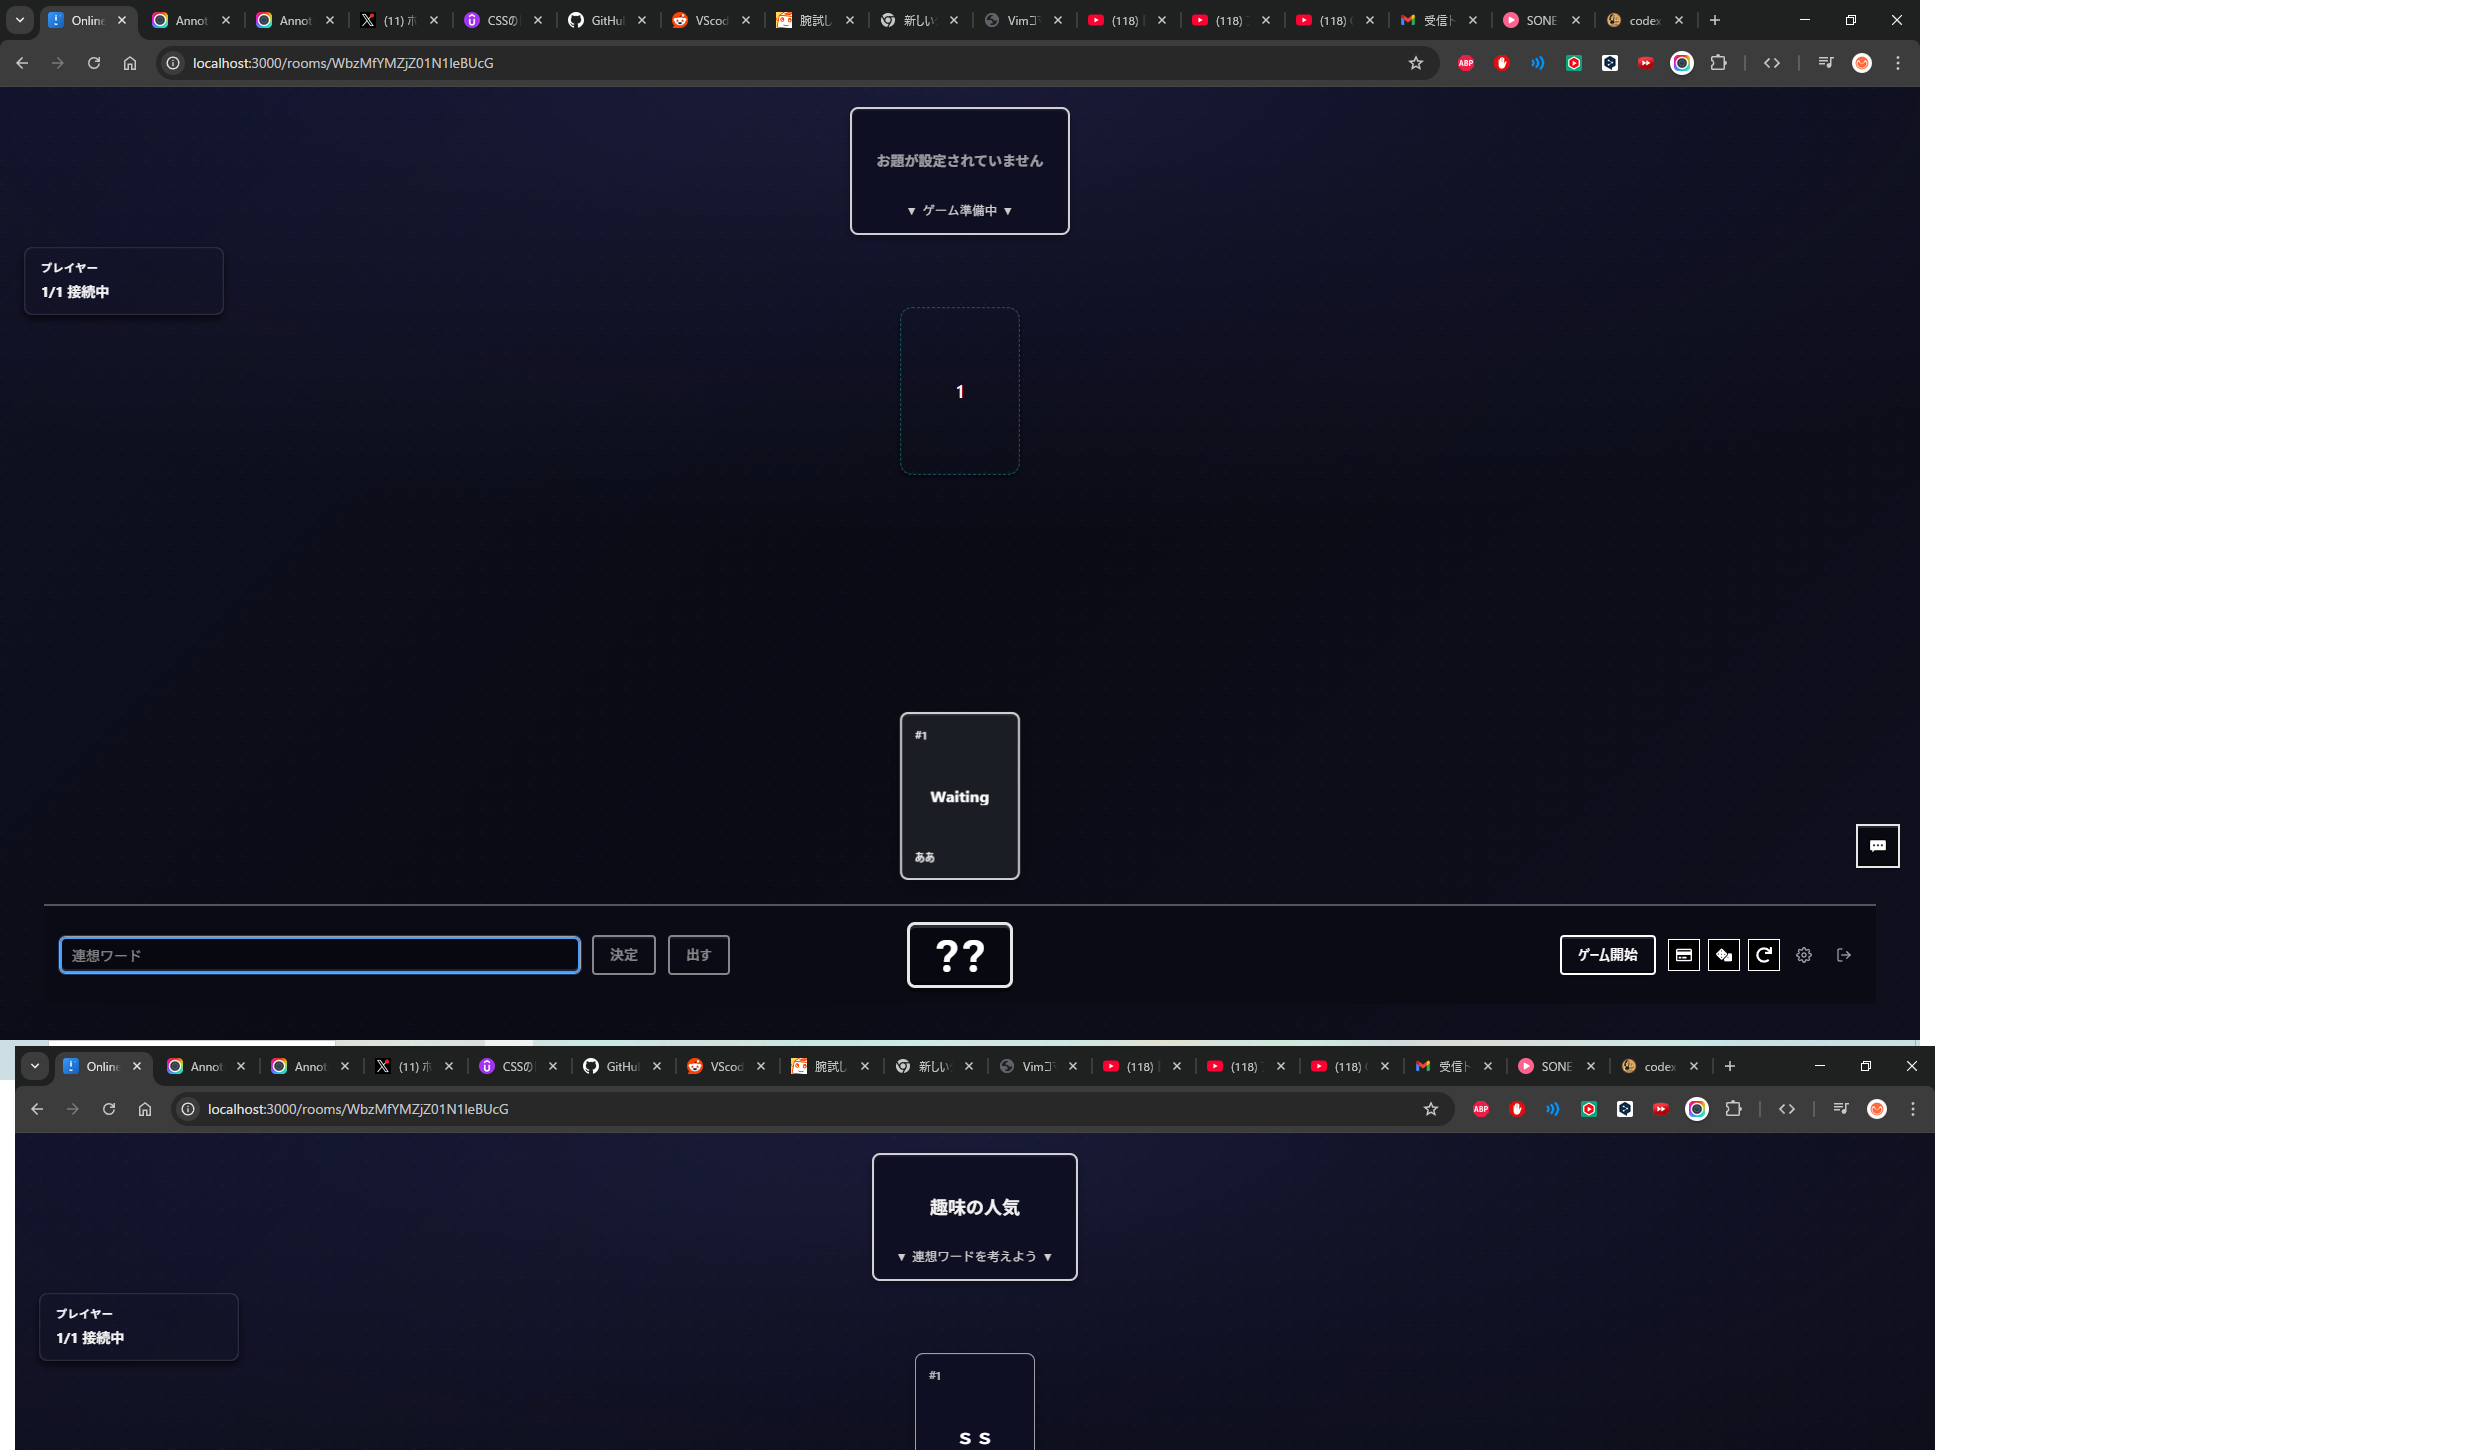 Online
Annot
Annot
(11) ホ
CSSの
GitHu
VScod
腕試し
新しい
Vimコ
(118)
(118)
(118)
受信ト
SONE
codex
localhost:3000/rooms/WbzMfYMZjZ01N1IeBUcG
お題が設定されていません
▼ ゲーム準備中 ▼
プレイヤー
1/1 接続中
1
#1
Waiting
ああ
連想ワード
決定
出す
??
ゲーム開始
Online
Annot
Annot
(11) ホ
CSSの
GitHu
VScod
腕試し
新しい
Vimコ
(118)
(118)
(118)
受信ト
SONE
codex
localhost:3000/rooms/WbzMfYMZjZ01N1IeBUcG
趣味の人気
▼ 連想ワードを考えよう ▼
プレイヤー
1/1 接続中
#1
ｓｓ